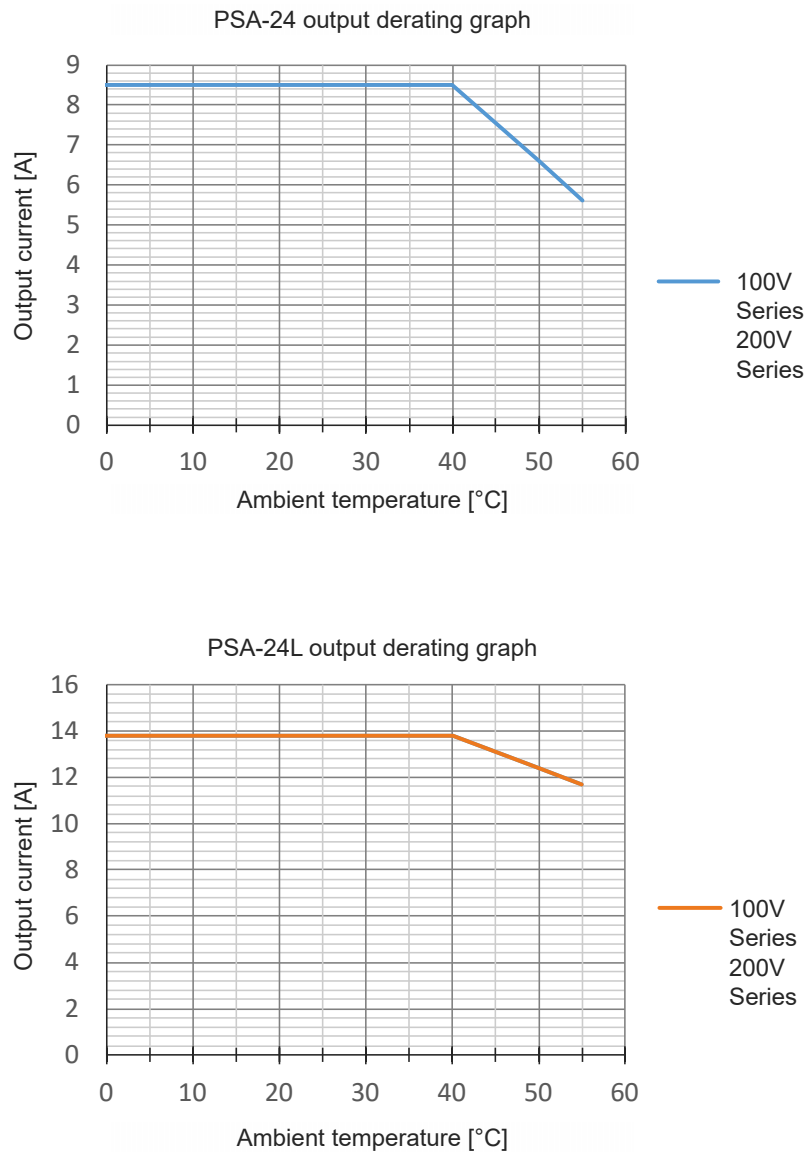 PSA-24 output derating graph
9
8
7
6
5
4
3
2
1
0
Output current [A]
0 10 20 30 40 50 60
Ambient temperature [°C]
100V
Series
200V
Series
PSA-24L output derating graph
16
14
12
10
8
6
4
2
0
Output current [A]
0 10 20 30 40 50 60
Ambient temperature [°C]
100V
Series
200V
Series